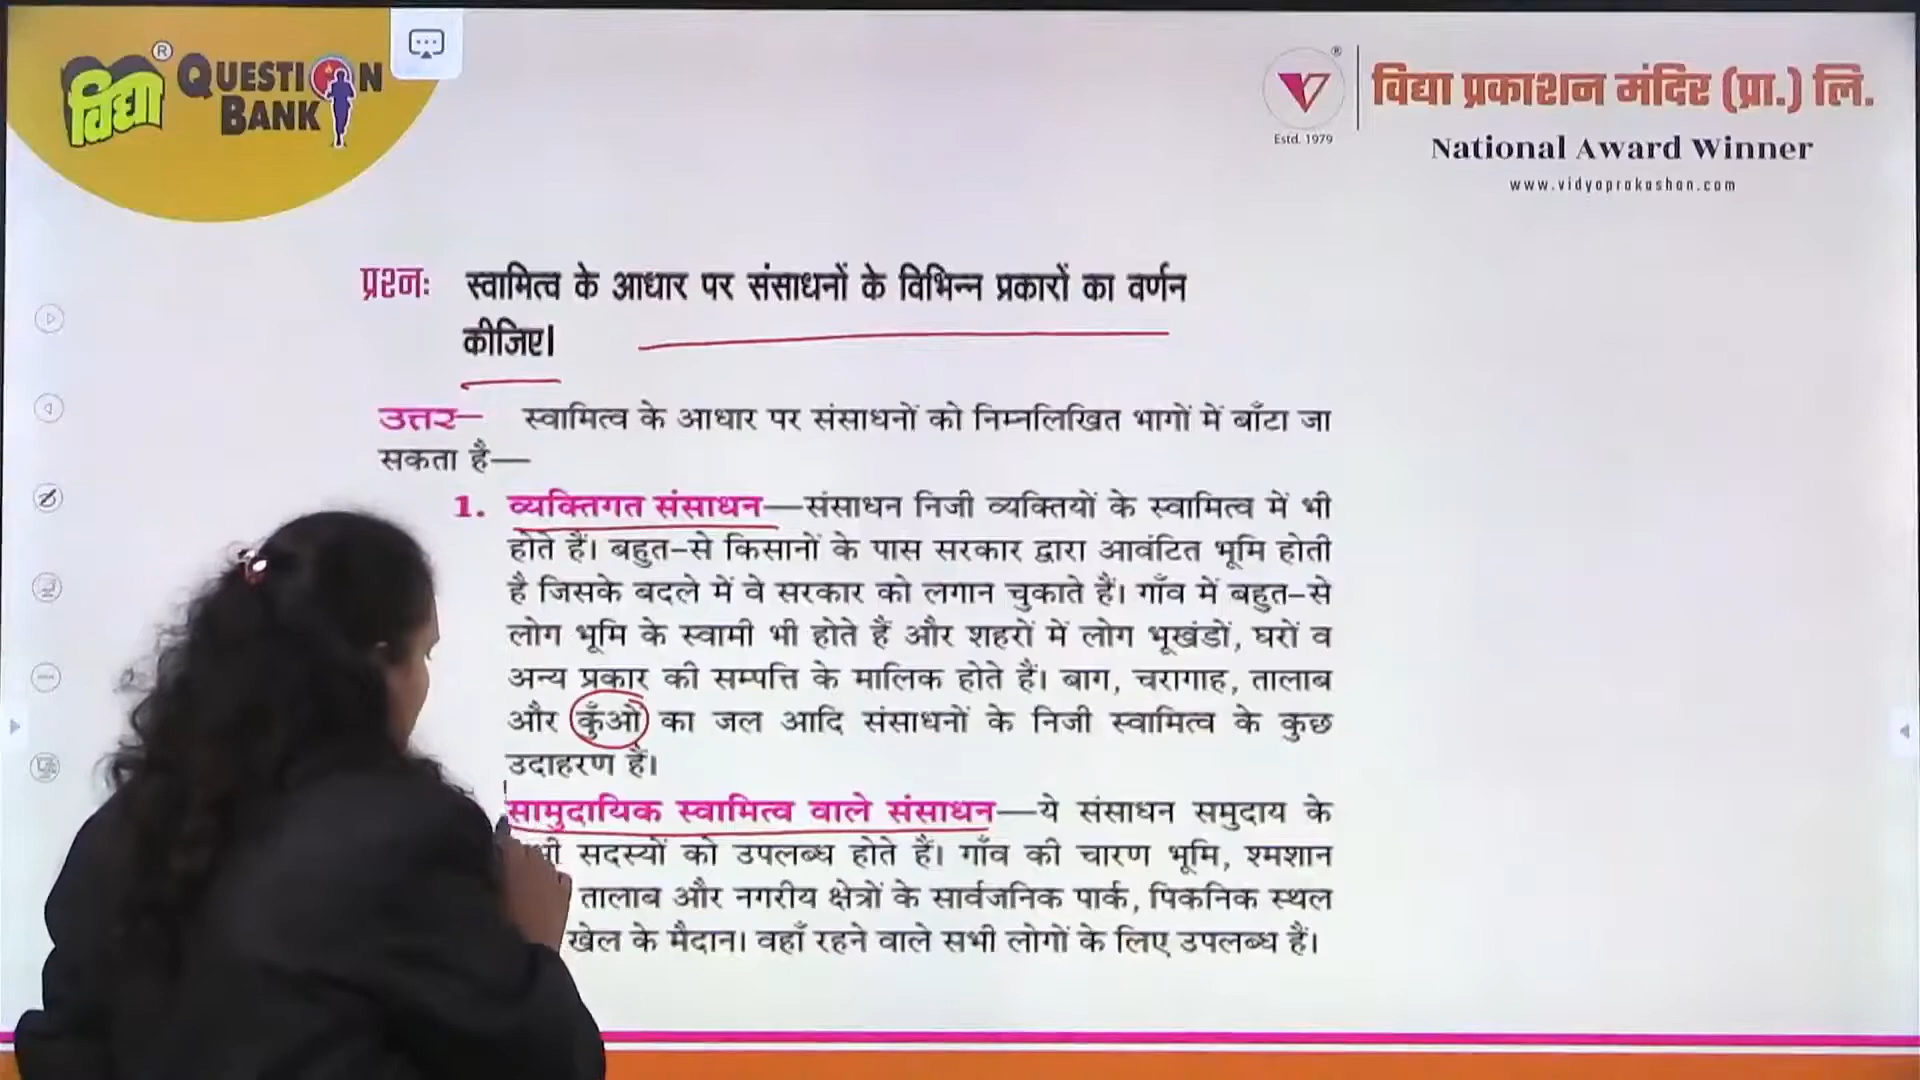 विद्या
QUESTION
BANK
®
विद्या प्रकाशन मंदिर (प्रा.) लि.
Estd. 1979
National Award Winner
www.vidyaprakashan.com
प्रश्नः स्वामित्व के आधार पर संसाधनों के विभिन्न प्रकारों का वर्णन
कीजिए।
उत्तर— स्वामित्व के आधार पर संसाधनों को निम्नलिखित भागों में बाँटा जा
सकता है—
1. व्यक्तिगत संसाधन—संसाधन निजी व्यक्तियों के स्वामित्व में भी
होते हैं। बहुत-से किसानों के पास सरकार द्वारा आवंटित भूमि होती
है जिसके बदले में वे सरकार को लगान चुकाते हैं। गाँव में बहुत-से
लोग भूमि के स्वामी भी होते हैं और शहरों में लोग भूखंडों, घरों व
अन्य प्रकार की सम्पत्ति के मालिक होते हैं। बाग, चरागाह, तालाब
और कुँओं का जल आदि संसाधनों के निजी स्वामित्व के कुछ
उदाहरण हैं।
सामुदायिक स्वामित्व वाले संसाधन—ये संसाधन समुदाय के
सदस्यों को उपलब्ध होते हैं। गाँव की चारण भूमि, श्मशान
तालाब और नगरीय क्षेत्रों के सार्वजनिक पार्क, पिकनिक स्थल
खेल के मैदान। वहाँ रहने वाले सभी लोगों के लिए उपलब्ध हैं।